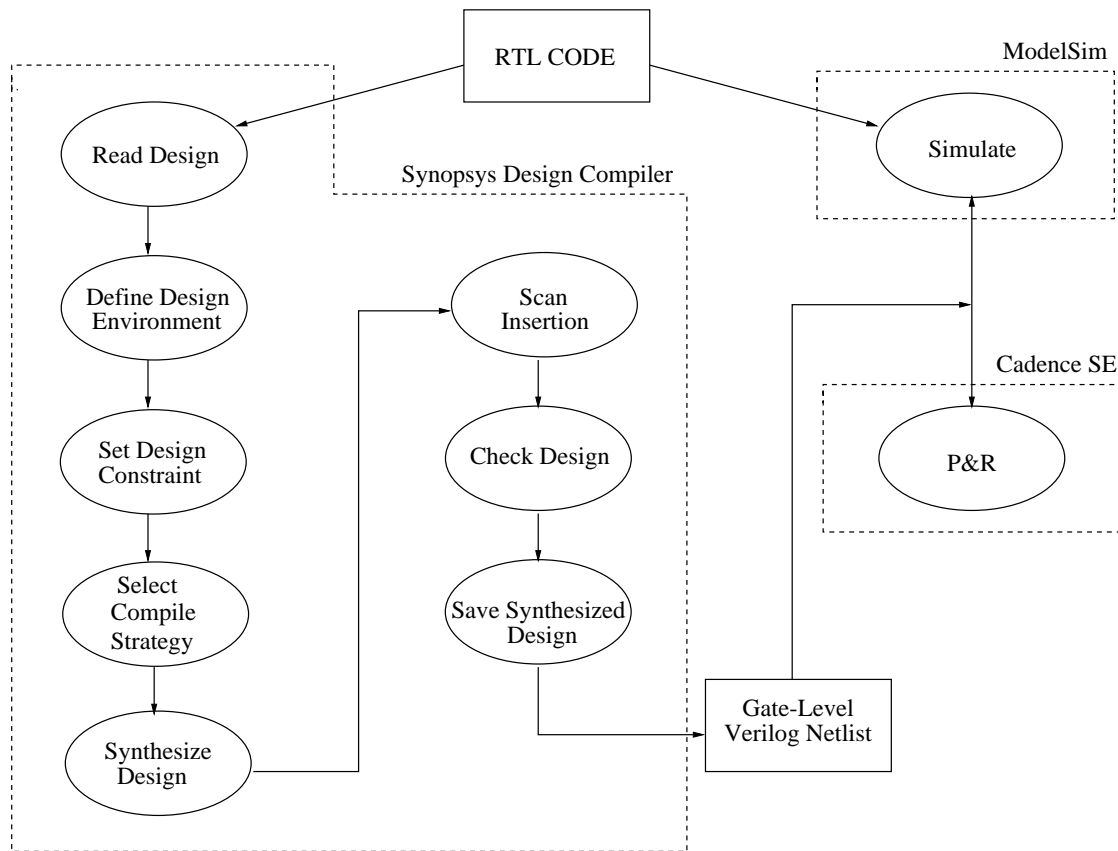 RTL CODE
ModelSim
Simulate
Read Design
Synopsys Design Compiler
Define Design
Environment
Scan
Insertion
Cadence SE
Set Design
Constraint
Check Design
P&R
Select
Compile
Strategy
Save Synthesized
Design
Synthesize
Design
Gate-Level
Verilog Netlist